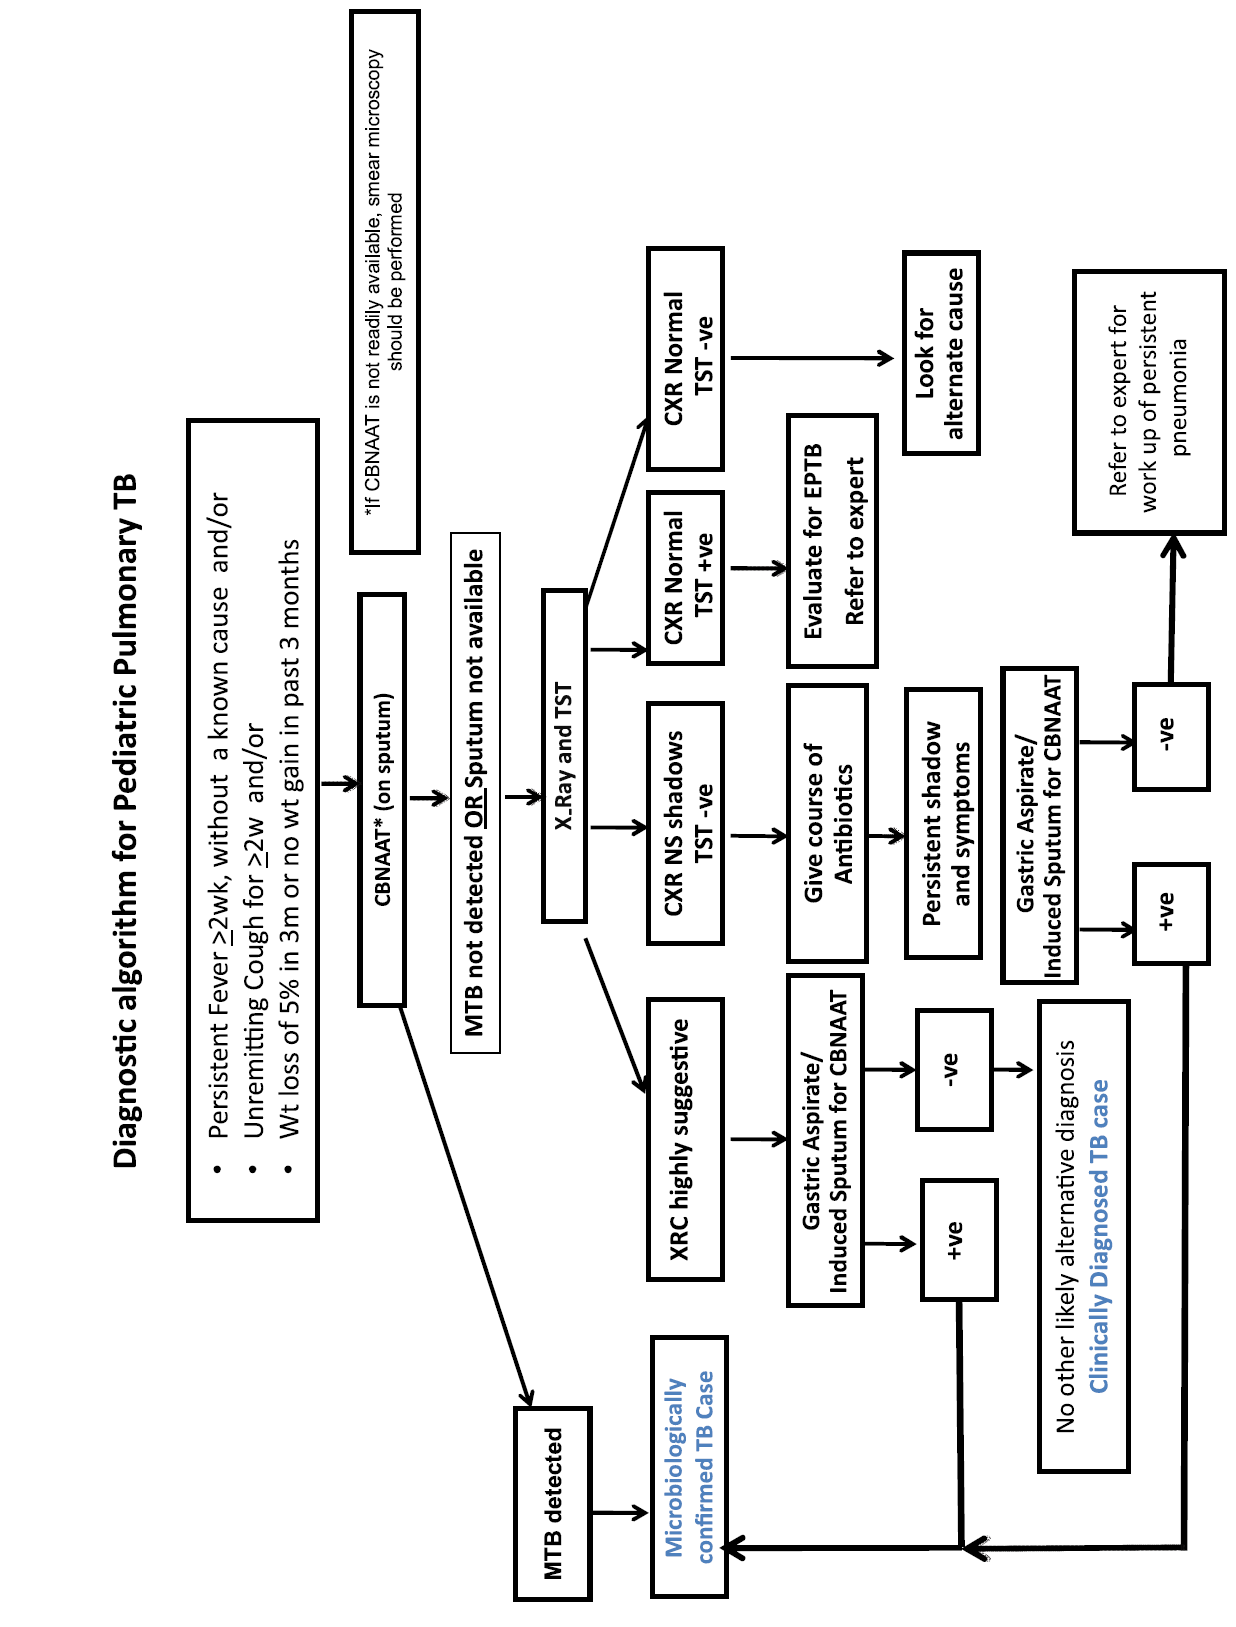 Diagnostic algorithm for Pediatric Pulmonary TB
• Persistent Fever >2wk, without a known cause and/or
• Unremitting Cough for >2w and/or
• Wt loss of 5% in 3m or no wt gain in past 3 months
CBNAAT* (on sputum)
*If CBNAAT is not readily available, smear microscopy
should be performed
MTB not detected OR Sputum not available
MTB detected
X_Ray and TST
Microbiologically
confirmed TB Case
XRC highly suggestive
CXR NS shadows
TST -ve
CXR Normal
TST +ve
CXR Normal
TST -ve
Gastric Aspirate/
Induced Sputum for CBNAAT
Give course of
Antibiotics
Evaluate for EPTB
Refer to expert
Look for
alternate cause
+ve
-ve
Persistent shadow
and symptoms
Gastric Aspirate/
Induced Sputum for CBNAAT
No other likely alternative diagnosis
Clinically Diagnosed TB case
+ve
-ve
Refer to expert for
work up of persistent
pneumonia